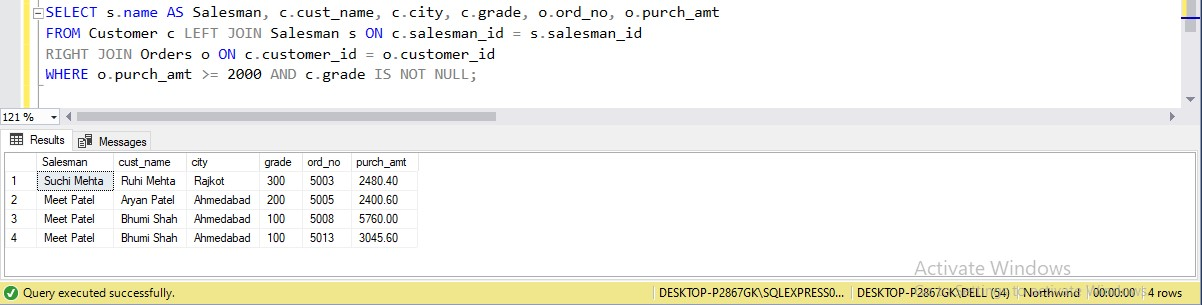 SELECT s.name AS Salesman, c.cust_name, c.city, c.grade, o.ord_no, o.purch_amt
FROM Customer c LEFT JOIN Salesman s ON c.salesman_id = s.salesman_id
RIGHT JOIN Orders o ON c.customer_id = o.customer_id
WHERE o.purch_amt >= 2000 AND c.grade IS NOT NULL;
121 %
Results Messages
Salesman cust_name city grade ord_no purch_amt
1 Suchi Mehta Ruhi Mehta Rajkot 300 5003 2480.40
2 Meet Patel Aryan Patel Ahmedabad 200 5005 2400.60
3 Meet Patel Bhumi Shah Ahmedabad 100 5008 5760.00
4 Meet Patel Bhumi Shah Ahmedabad 100 5013 3045.60
Activate Windows
Query executed successfully. DESKTOP-P2867GK\SQLEXPRESS0... DESKTOP-P2867GK\DELL (54) Northwind 00:00:00 4 rows